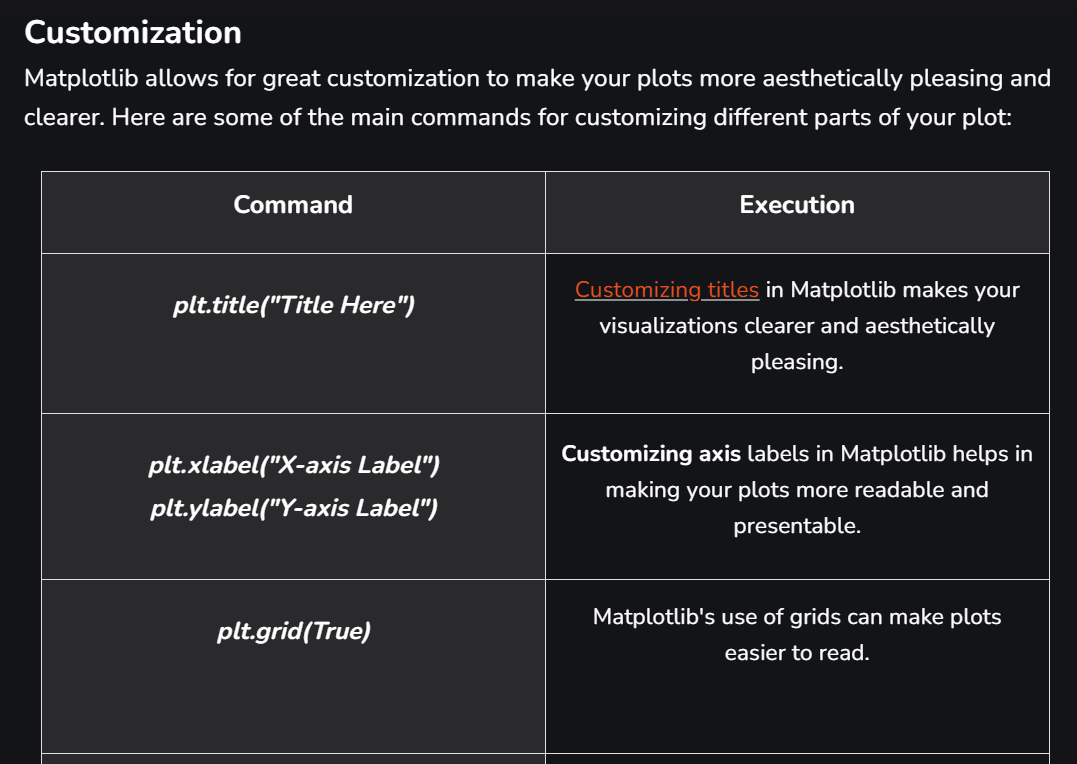 Customization
Matplotlib allows for great customization to make your plots more aesthetically pleasing and
clearer. Here are some of the main commands for customizing different parts of your plot:
Command
Execution
plt.title("Title Here")
Customizing titles in Matplotlib makes your
visualizations clearer and aesthetically
pleasing.
plt.xlabel("X-axis Label")
plt.ylabel("Y-axis Label")
Customizing axis labels in Matplotlib helps in
making your plots more readable and
presentable.
plt.grid(True)
Matplotlib's use of grids can make plots
easier to read.